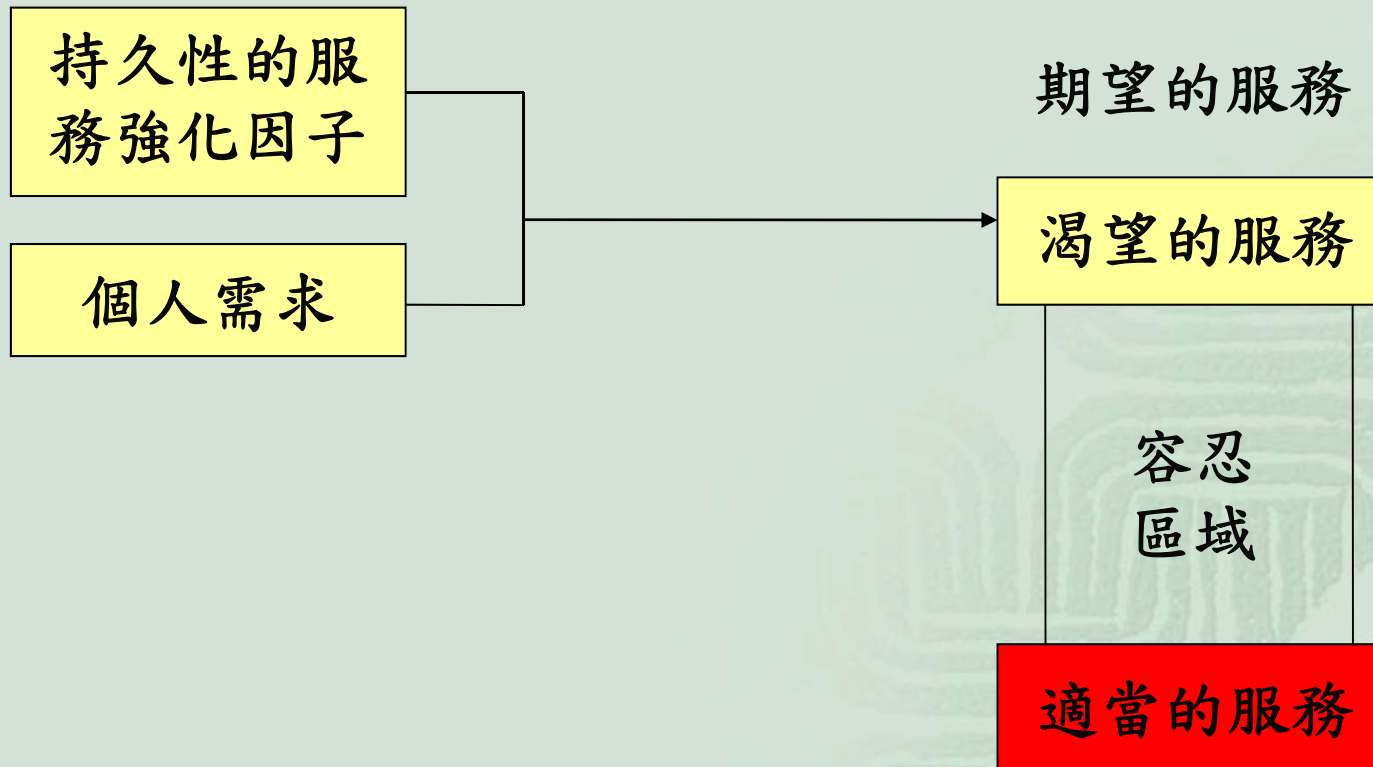 持久性的服
務強化因子
期望的服務
渴望的服務
個人需求
容忍
區域
適當的服務